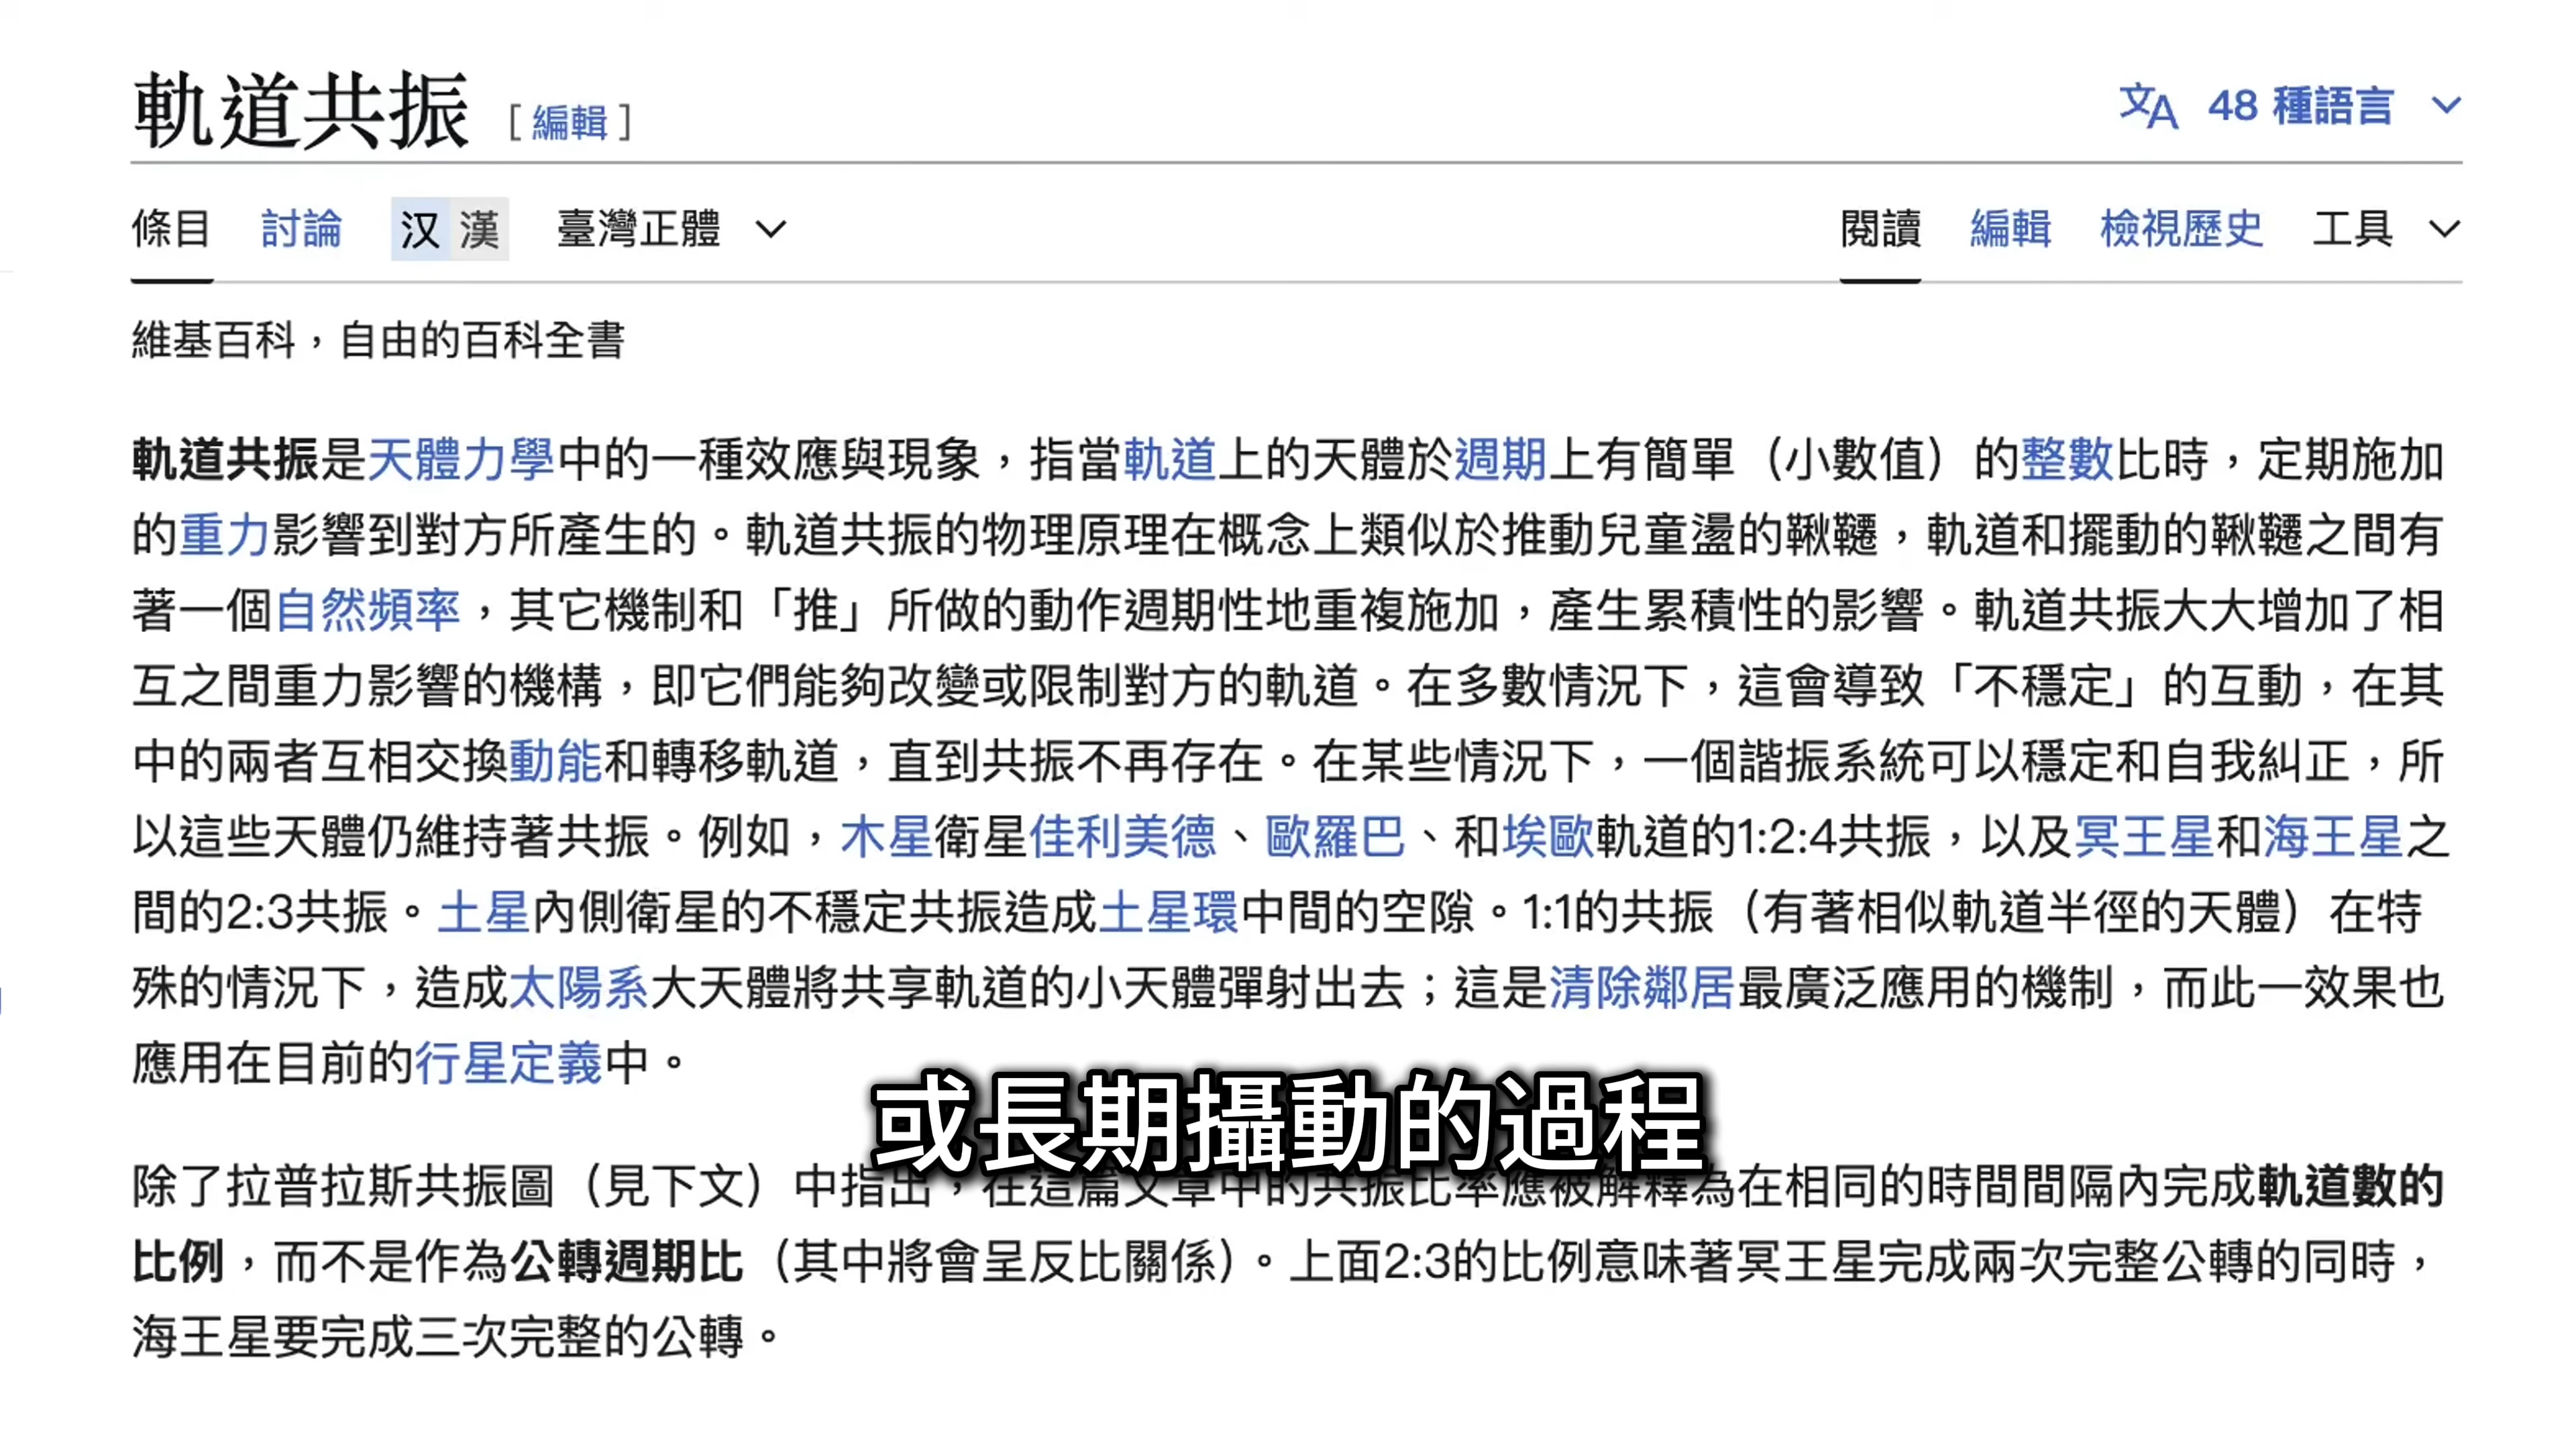 軌道共振 [編輯]
文A 48 種語言
條目 討論 汉 漢 臺灣正體
閱讀 編輯 檢視歷史 工具
維基百科，自由的百科全書
軌道共振是天體力學中的一種效應與現象，指當軌道上的天體於週期上有簡單（小數值）的整數比時，定期施加
的重力影響到對方所產生的。軌道共振的物理原理在概念上類似於推動兒童盪的鞦韆，軌道和擺動的鞦韆之間有
著一個自然頻率，其它機制和「推」所做的動作週期性地重複施加，產生累積性的影響。軌道共振大大增加了相
互之間重力影響的機構，即它們能夠改變或限制對方的軌道。在多數情況下，這會導致「不穩定」的互動，在其
中的兩者互相交換動能和轉移軌道，直到共振不再存在。在某些情況下，一個諧振系統可以穩定和自我糾正，所
以這些天體仍維持著共振。例如，木星衛星佳利美德、歐羅巴、和埃歐軌道的1:2:4共振，以及冥王星和海王星之
間的2:3共振。土星內側衛星的不穩定共振造成土星環中間的空隙。1:1的共振（有著相似軌道半徑的天體）在特
殊的情況下，造成太陽系大天體將共享軌道的小天體彈射出去；這是清除鄰居最廣泛應用的機制，而此一效果也
應用在目前的行星定義中。
或長期攝動的過程
除了拉普拉斯共振圖（見下文）中指出，在這篇文章中的共振比率應被解釋為在相同的時間間隔內完成軌道數的
比例，而不是作為公轉週期比（其中將會呈反比關係）。上面2:3的比例意味著冥王星完成兩次完整公轉的同時，
海王星要完成三次完整的公轉。